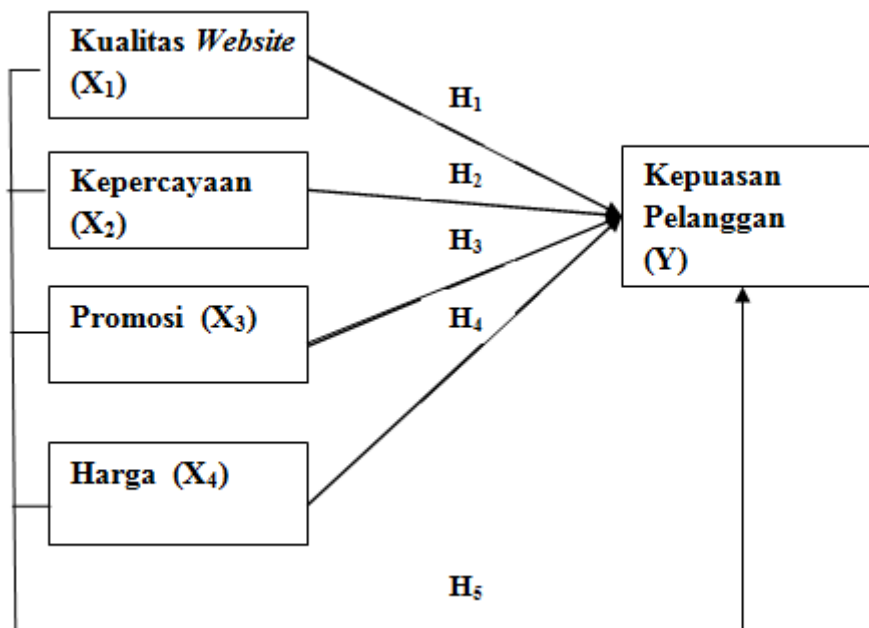 Kualitas Website
(X₁)
H₁
Kepercayaan
(X₂)
H₂
Kepuasan
Pelanggan
(Y)
H₃
Promosi (X₃)
H₄
Harga (X₄)
H₅